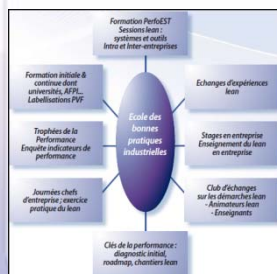 Formation PerfoEST
Sessions lean :
systèmes et outils
Intra et Inter-entreprises
Formation initiale &
continue dont
universités, AFPI...
Labellisations PVF
Echanges d'expériences
lean
Ecole des
bonnes
pratiques
industrielles
Trophées de la
Performance
Enquête indicateurs de
performance
Stages en entreprise
Enseignement du lean
en entreprise
Journées chefs
d'entreprise ; exercice
pratique du lean
Club d'échanges
sur les démarches lean
- Animateurs lean
- Enseignants
Clés de la performance :
diagnostic initial,
roadmap, chantiers lean